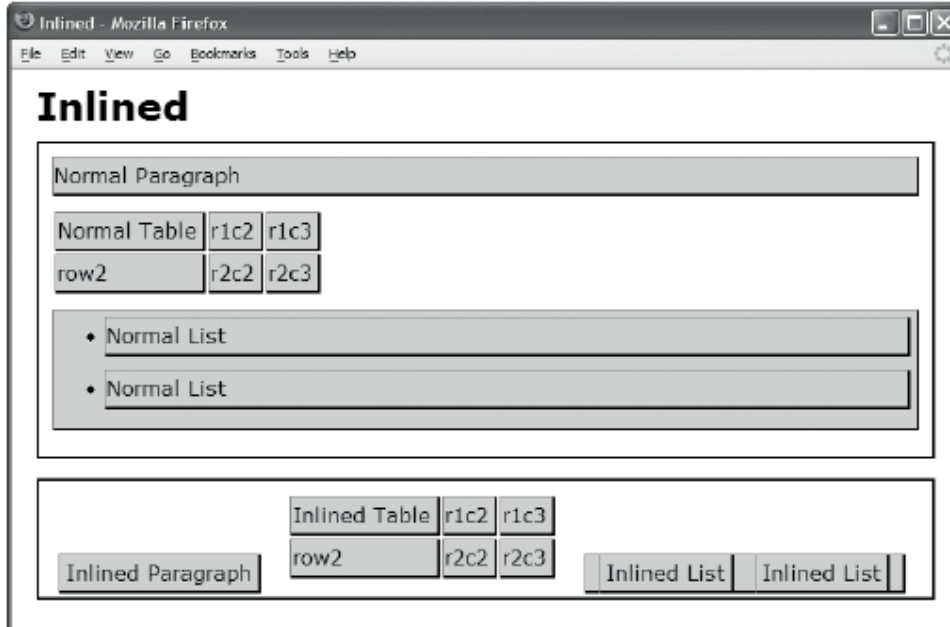 Inlined - Mozilla Firefox
File Edit View Go Bookmarks Tools Help
Inlined
Normal Paragraph
Normal Table r1c2 r1c3
row2 r2c2 r2c3
• Normal List
• Normal List
Inlined Table r1c2 r1c3
row2 r2c2 r2c3
Inlined Paragraph Inlined List Inlined List